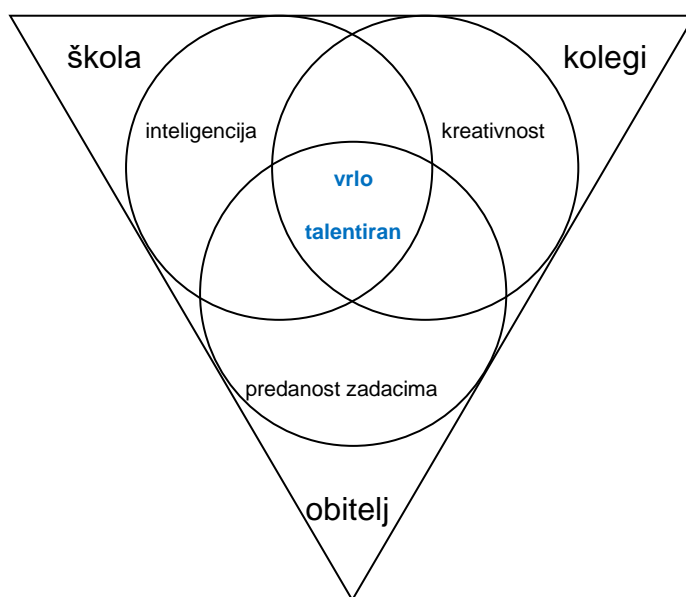 škola
kolegi
inteligencija
kreativnost
vrlo
talentiran
predanost zadacima
obitelj